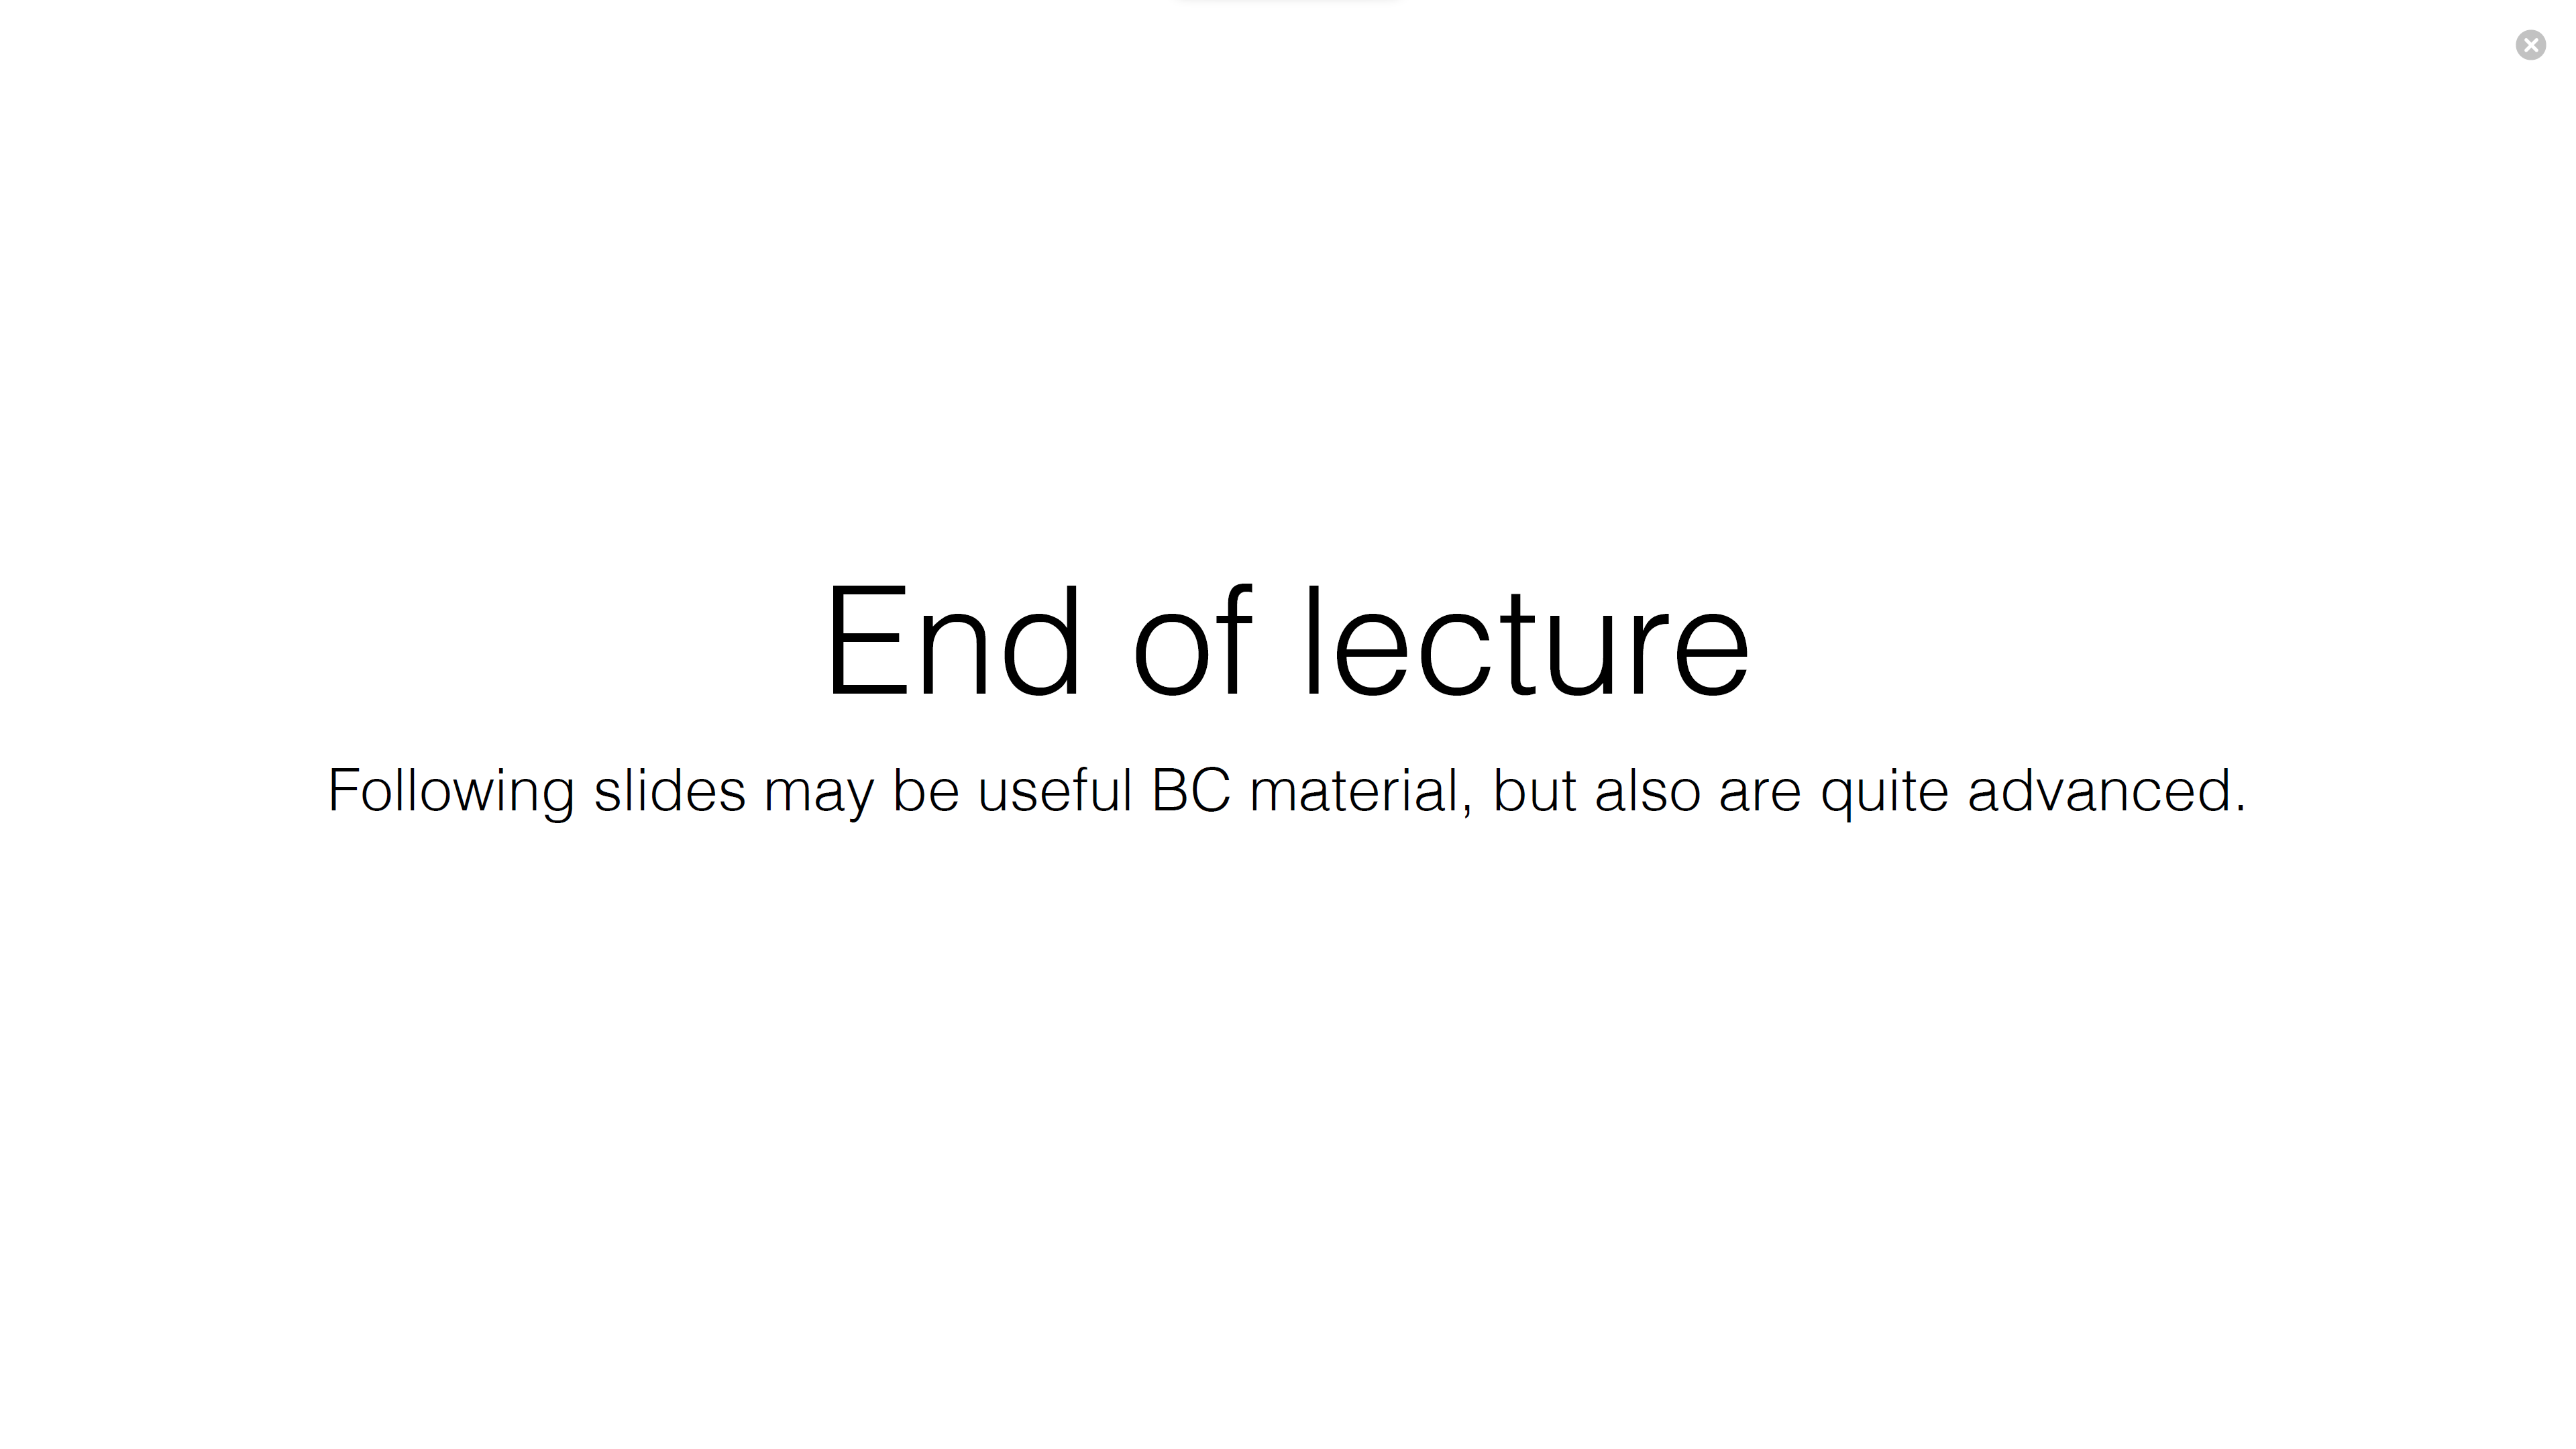 End of lecture
Following slides may be useful BC material, but also are quite advanced.